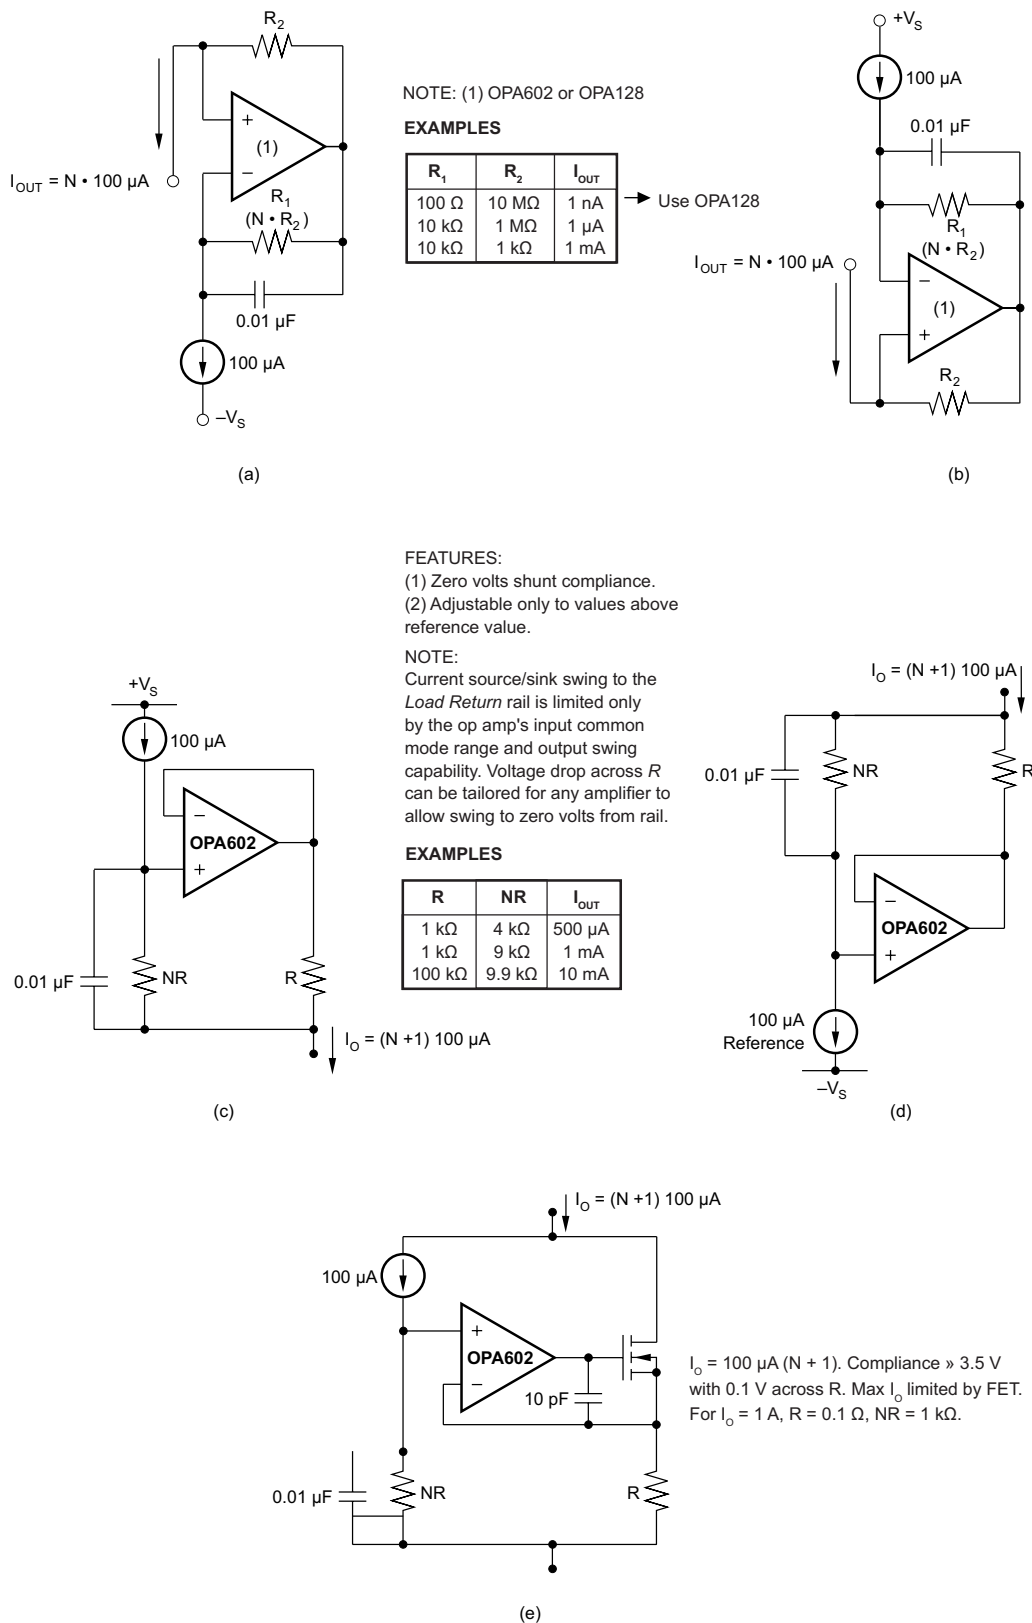 R2
+
(1)
−
IOUT = N • 100 µA
R1
(N • R2)
0.01 µF
100 µA
–VS
(a)
NOTE: (1) OPA602 or OPA128
EXAMPLES
R1 R2 IOUT
100 Ω 10 MΩ 1 nA
10 kΩ 1 MΩ 1 µA
10 kΩ 1 kΩ 1 mA
Use OPA128
+VS
100 µA
0.01 µF
R1
(N • R2)
IOUT = N • 100 µA
−
(1)
+
R2
(b)
FEATURES:
(1) Zero volts shunt compliance.
(2) Adjustable only to values above
reference value.
NOTE:
Current source/sink swing to the
Load Return rail is limited only
by the op amp's input common
mode range and output swing
capability. Voltage drop across R
can be tailored for any amplifier to
allow swing to zero volts from rail.
EXAMPLES
R NR IOUT
1 kΩ 4 kΩ 500 µA
1 kΩ 9 kΩ 1 mA
100 kΩ 9.9 kΩ 10 mA
+VS
100 µA
−
OPA602
+
0.01 µF
NR
R
IO = (N +1) 100 µA
(c)
IO = (N +1) 100 µA
0.01 µF
NR
R
−
OPA602
+
100 µA
Reference
–VS
(d)
IO = (N +1) 100 µA
100 µA
+
OPA602
−
10 pF
0.01 µF
NR
R
IO = 100 µA (N + 1). Compliance » 3.5 V
with 0.1 V across R. Max IO limited by FET.
For IO = 1 A, R = 0.1 Ω, NR = 1 kΩ.
(e)